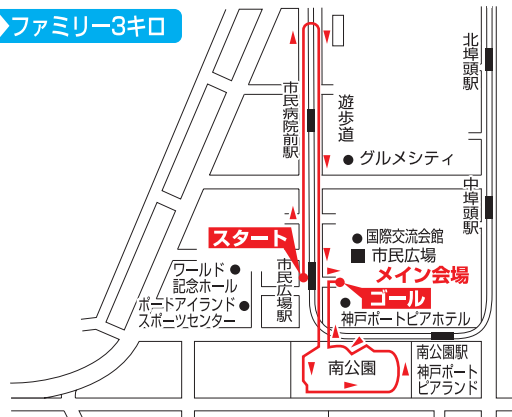 ファミリー3キロ
北埠頭駅
市民病院前駅
遊歩道
グルメシティ
中埠頭駅
スタート
国際交流会館
市民広場
メイン会場
ワールド
記念ホール
市民広場駅
ゴール
ポートアイランド
スポーツセンター
神戸ポートピアホテル
南公園
南公園駅
神戸ポート
ピアランド